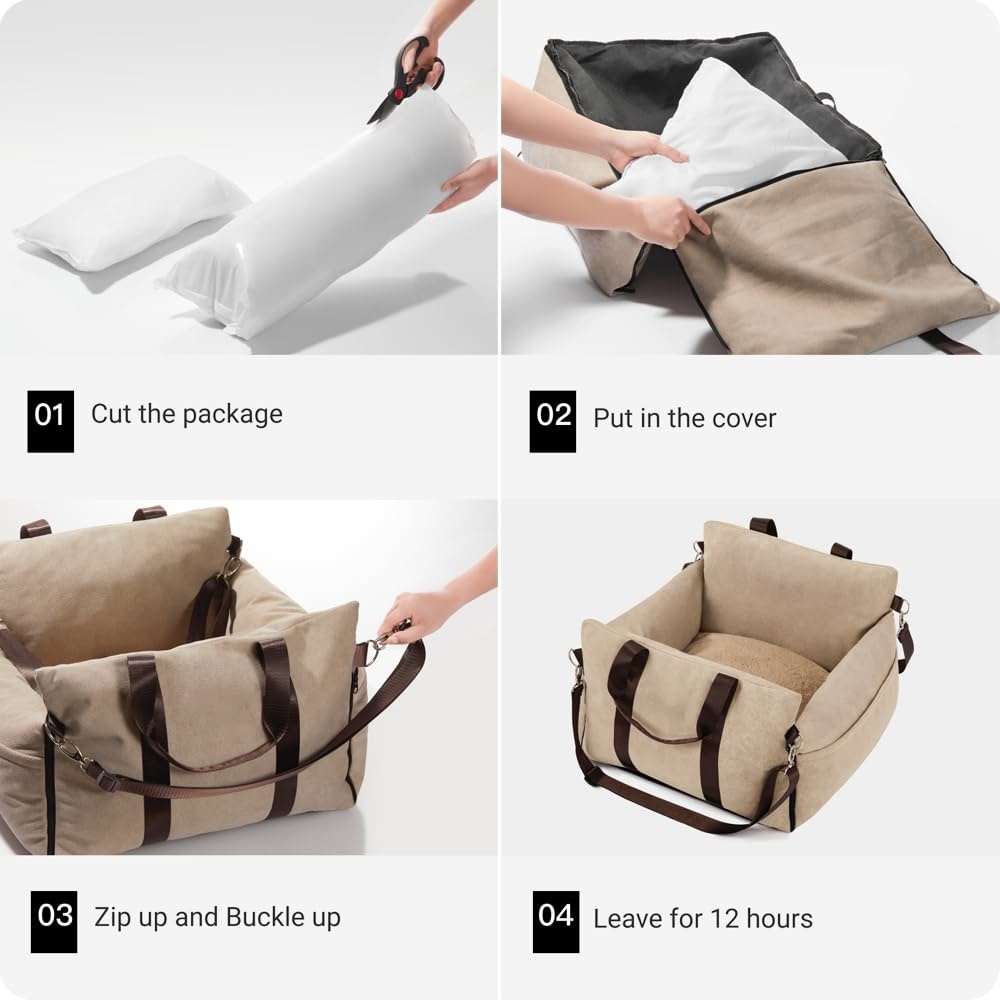 01 Cut the package
02 Put in the cover
03 Zip up and Buckle up
04 Leave for 12 hours